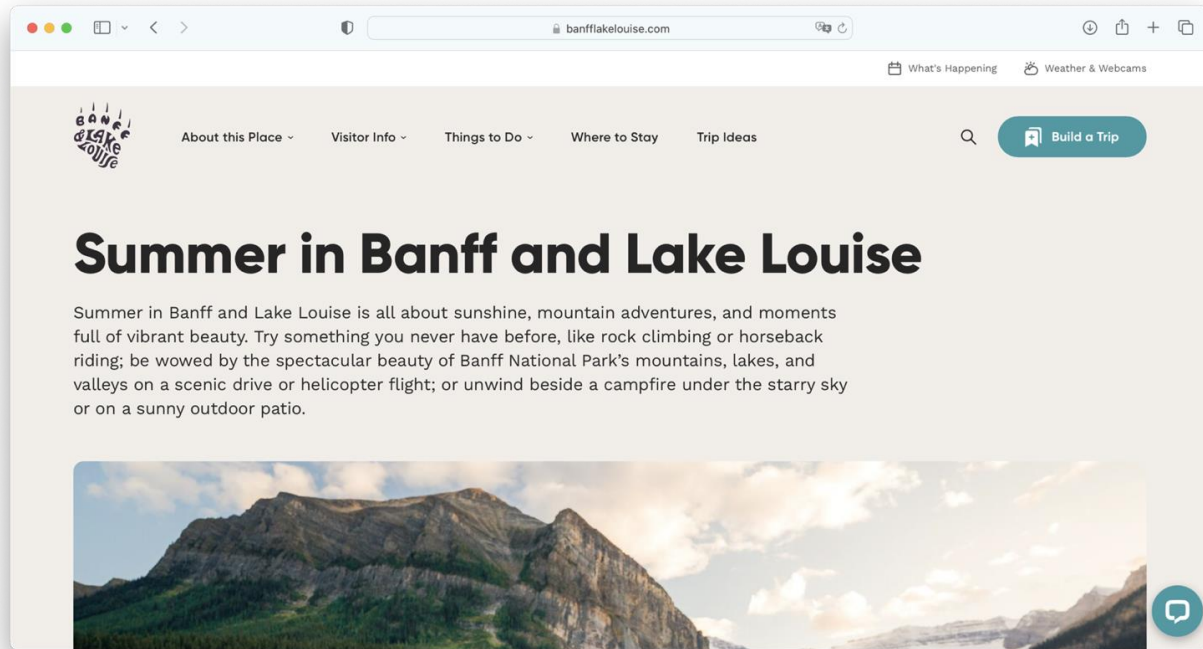 banfflakelouise.com
What's Happening
Weather & Webcams
BANFF
& LAKE
LOUISE
About this Place
Visitor Info
Things to Do
Where to Stay
Trip Ideas
Build a Trip
Summer in Banff and Lake Louise
Summer in Banff and Lake Louise is all about sunshine, mountain adventures, and moments
full of vibrant beauty. Try something you never have before, like rock climbing or horseback
riding; be wowed by the spectacular beauty of Banff National Park’s mountains, lakes, and
valleys on a scenic drive or helicopter flight; or unwind beside a campfire under the starry sky
or on a sunny outdoor patio.